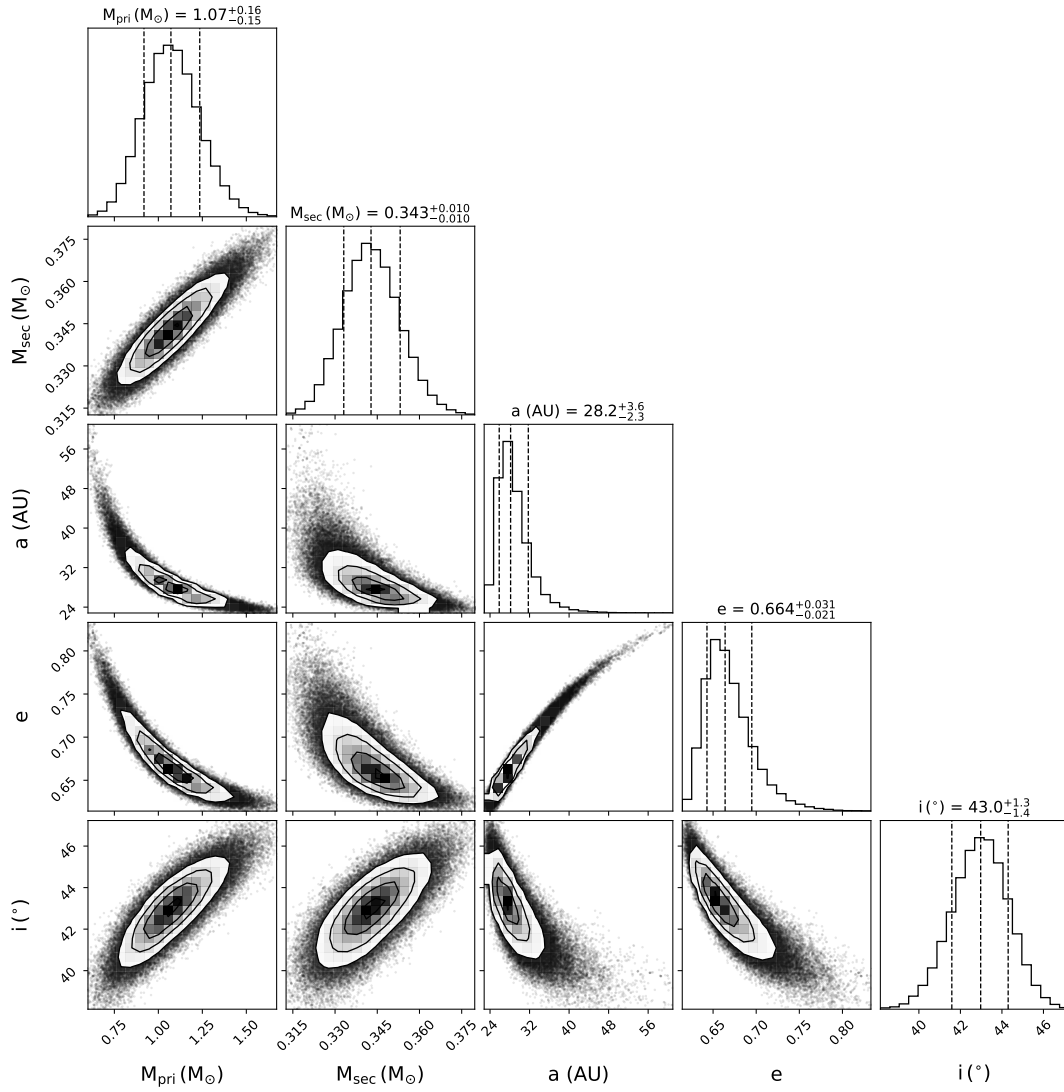 M_pri (M_⊙) = 1.07 +0.16 −0.15
M_sec (M_⊙) = 0.343 +0.010 −0.010
0.375
0.360
0.345
0.330
0.315
M_sec (M_⊙)
a (AU) = 28.2 +3.6 −2.3
56
48
40
32
24
a (AU)
e = 0.664 +0.031 −0.021
0.80
0.75
0.70
0.65
e
i (°) = 43.0 +1.3 −1.4
46
44
42
40
i (°)
0.75 1.00 1.25 1.50
0.315 0.330 0.345 0.360 0.375
24 32 40 48 56
0.65 0.70 0.75 0.80
40 42 44 46
M_pri (M_⊙)
M_sec (M_⊙)
a (AU)
e
i (°)